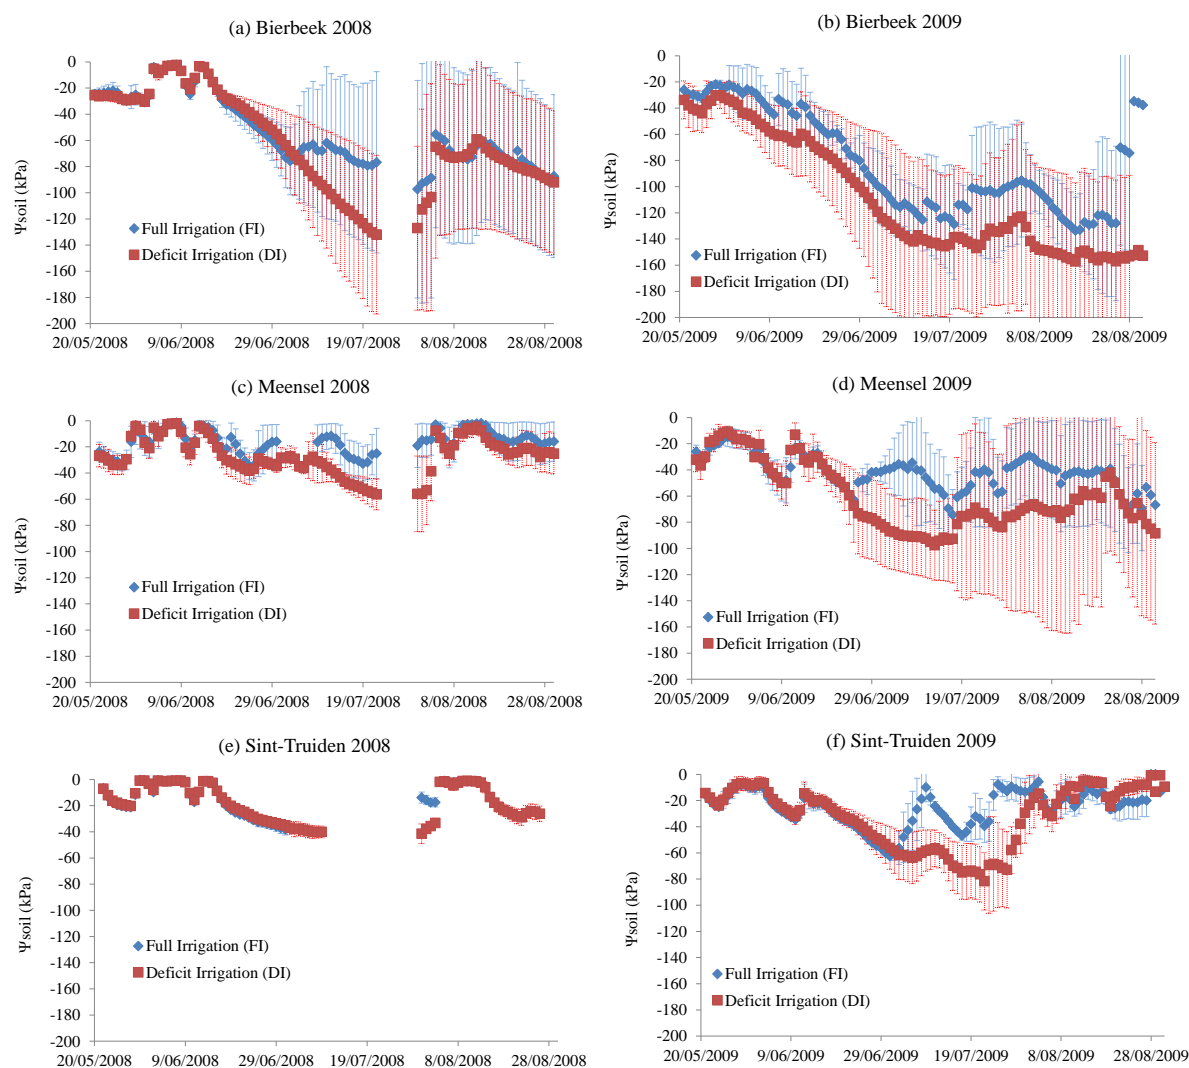 (a) Bierbeek 2008
0
-20
-40
-60
-80
-100
-120
-140
-160
-180
-200
Ψsoil (kPa)
Full Irrigation (FI)
Deficit Irrigation (DI)
20/05/2008 9/06/2008 29/06/2008 19/07/2008 8/08/2008 28/08/2008
(b) Bierbeek 2009
0
-20
-40
-60
-80
-100
-120
-140
-160
-180
-200
Ψsoil (kPa)
Full Irrigation (FI)
Deficit Irrigation (DI)
20/05/2009 9/06/2009 29/06/2009 19/07/2009 8/08/2009 28/08/2009
(c) Meensel 2008
0
-20
-40
-60
-80
-100
-120
-140
-160
-180
-200
Ψsoil (kPa)
Full Irrigation (FI)
Deficit Irrigation (DI)
20/05/2008 9/06/2008 29/06/2008 19/07/2008 8/08/2008 28/08/2008
(d) Meensel 2009
0
-20
-40
-60
-80
-100
-120
-140
-160
-180
-200
Ψsoil (kPa)
Full Irrigation (FI)
Deficit Irrigation (DI)
20/05/2009 9/06/2009 29/06/2009 19/07/2009 8/08/2009 28/08/2009
(e) Sint-Truiden 2008
0
-20
-40
-60
-80
-100
-120
-140
-160
-180
-200
Ψsoil (kPa)
Full Irrigation (FI)
Deficit Irrigation (DI)
20/05/2008 9/06/2008 29/06/2008 19/07/2008 8/08/2008 28/08/2008
(f) Sint-Truiden 2009
0
-20
-40
-60
-80
-100
-120
-140
-160
-180
-200
Ψsoil (kPa)
Full Irrigation (FI)
Deficit Irrigation (DI)
20/05/2009 9/06/2009 29/06/2009 19/07/2009 8/08/2009 28/08/2009